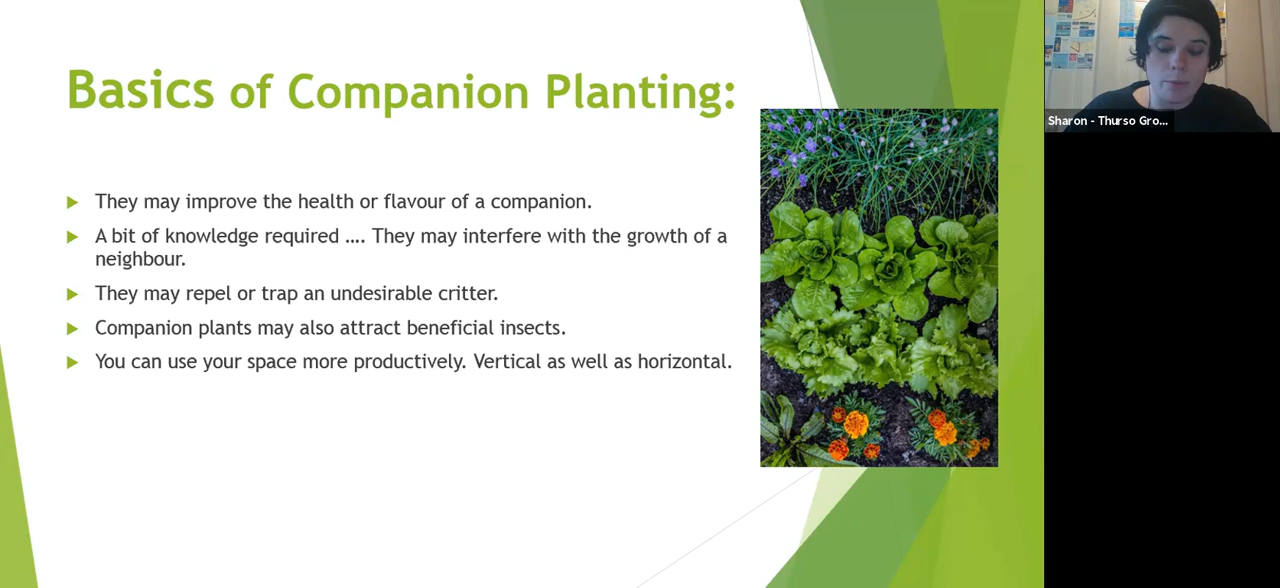 Basics of Companion Planting:
They may improve the health or flavour of a companion.
A bit of knowledge required .... They may interfere with the growth of a
neighbour.
They may repel or trap an undesirable critter.
Companion plants may also attract beneficial insects.
You can use your space more productively. Vertical as well as horizontal.
Sharon - Thurso Gro...